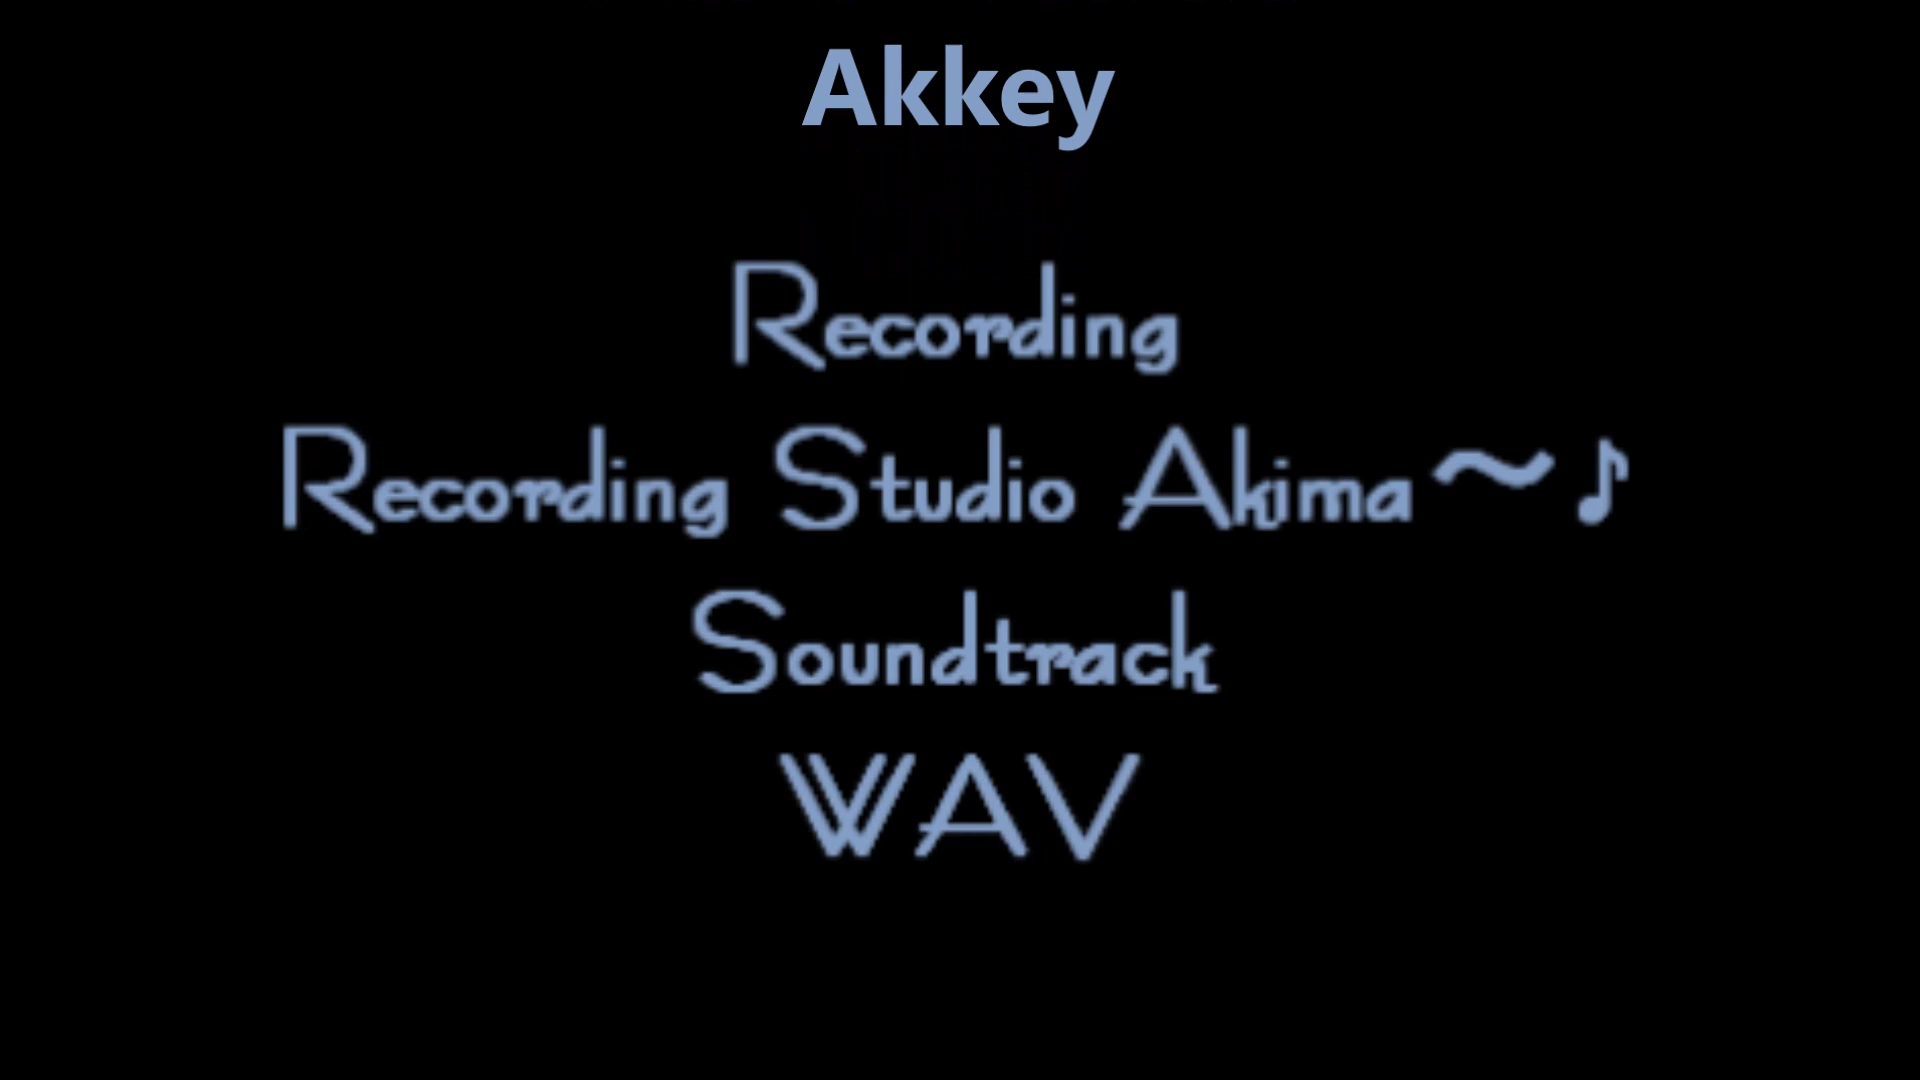 Akkey
Recording
Recording Studio Akima～♪
Soundtrack
WAV